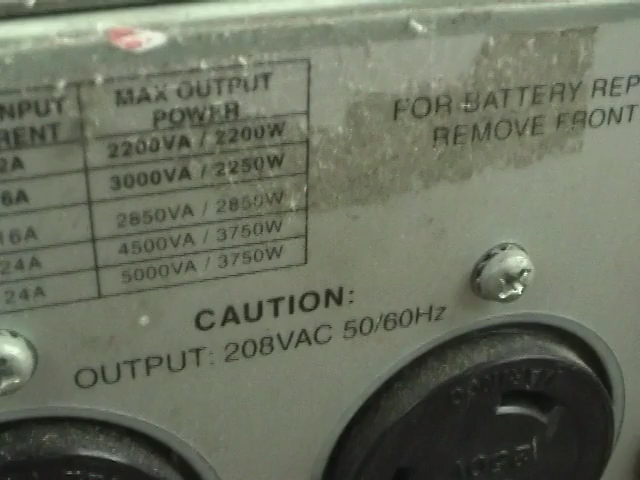 INPUT MAX OUTPUT
RENT POWER
2A 2200VA / 2200W
6A 3000VA / 2250W
16A 2850VA / 2850W
24A 4500VA / 3750W
24A 5000VA / 3750W
FOR BATTERY REP
REMOVE FRONT
CAUTION:
OUTPUT: 208VAC 50/60Hz